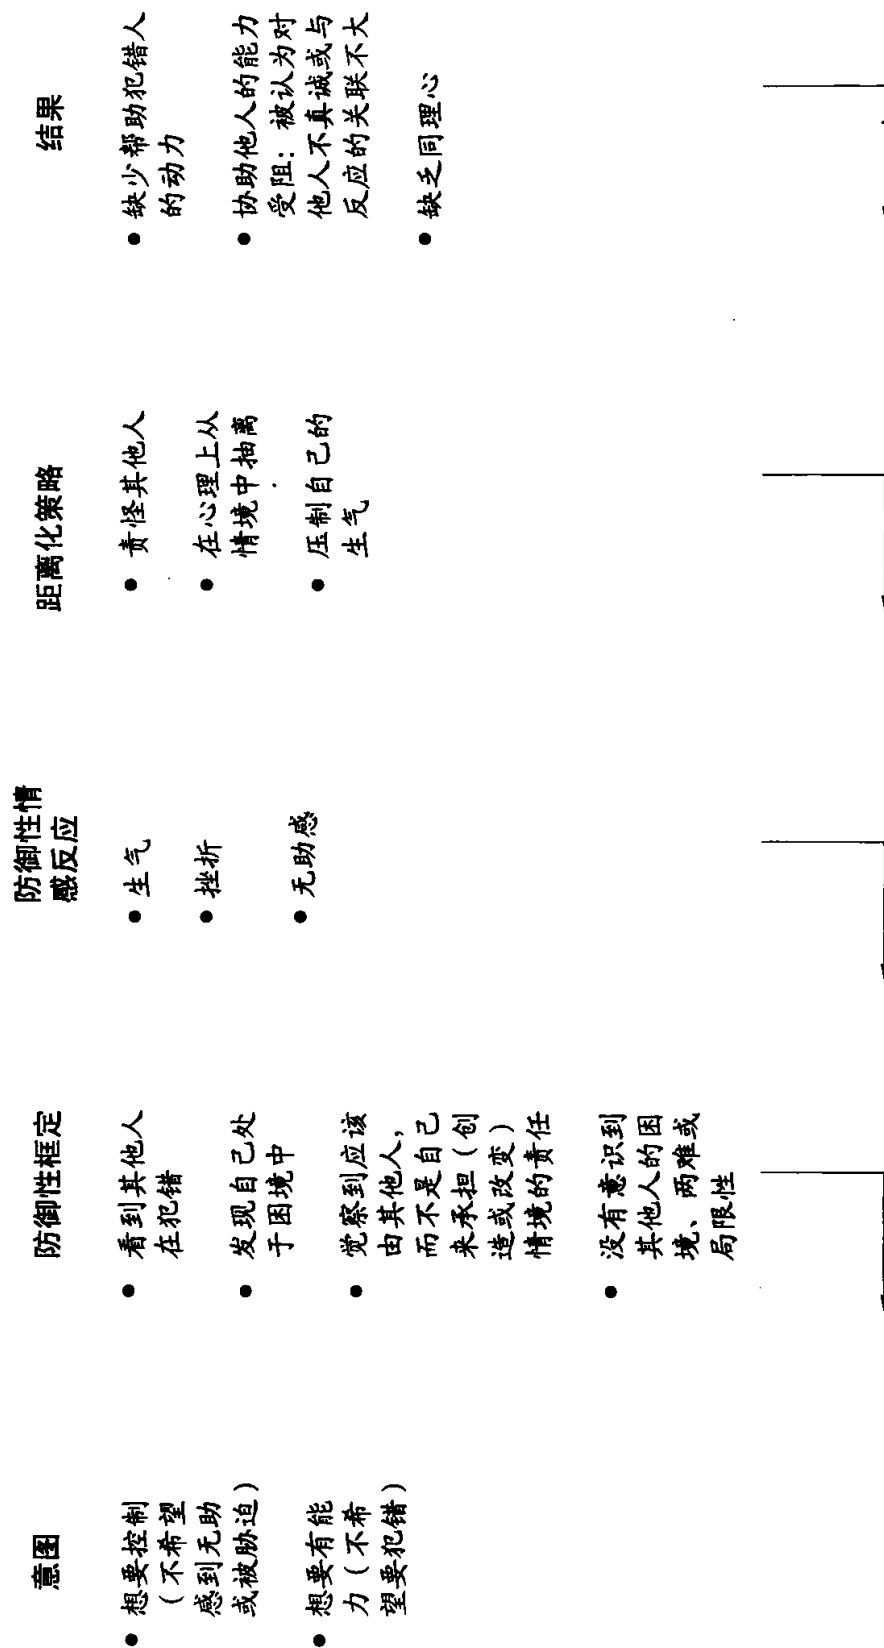 意图
• 想要控制
（不希望
感到无助
或被胁迫）
• 想要有能
力（不希
望要犯错）
防御性框定
• 看到其他人
在犯错
• 发现自己处
于困境中
• 觉察到应该
由其他人，
而不是自己
来承担（创
造或改变）
情境的责任
• 没有意识到
其他人的困
境、两难或
局限性
防御性情
感反应
• 生气
• 挫折
• 无助感
距离化策略
• 责怪其他人
• 在心理上从
情境中抽离
• 压制自己的
生气
结果
• 缺少帮助犯错人
的动力
• 协助他人的能力
受阻：被认为对
他人不真诚或与
反应的关联不大
• 缺乏同理心